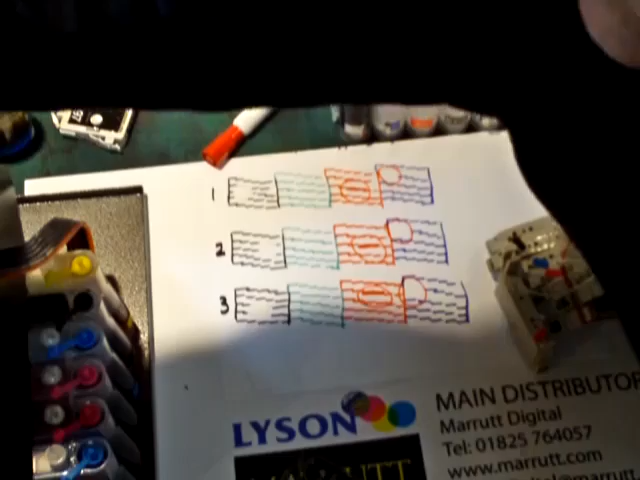 1
2
3
LYSON
MAIN DISTRIBUTOR
Marrutt Digital
Tel: 01825 764057
www.marrutt.com